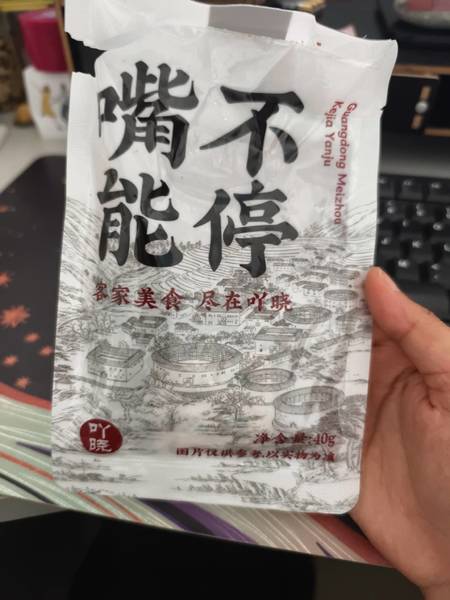 嘴不
能停
Guangdong Meizhou
Kejia Yanju
客家美食 尽在吖晓
吖晓
净含量:40g
图片仅供参考,以实物为准